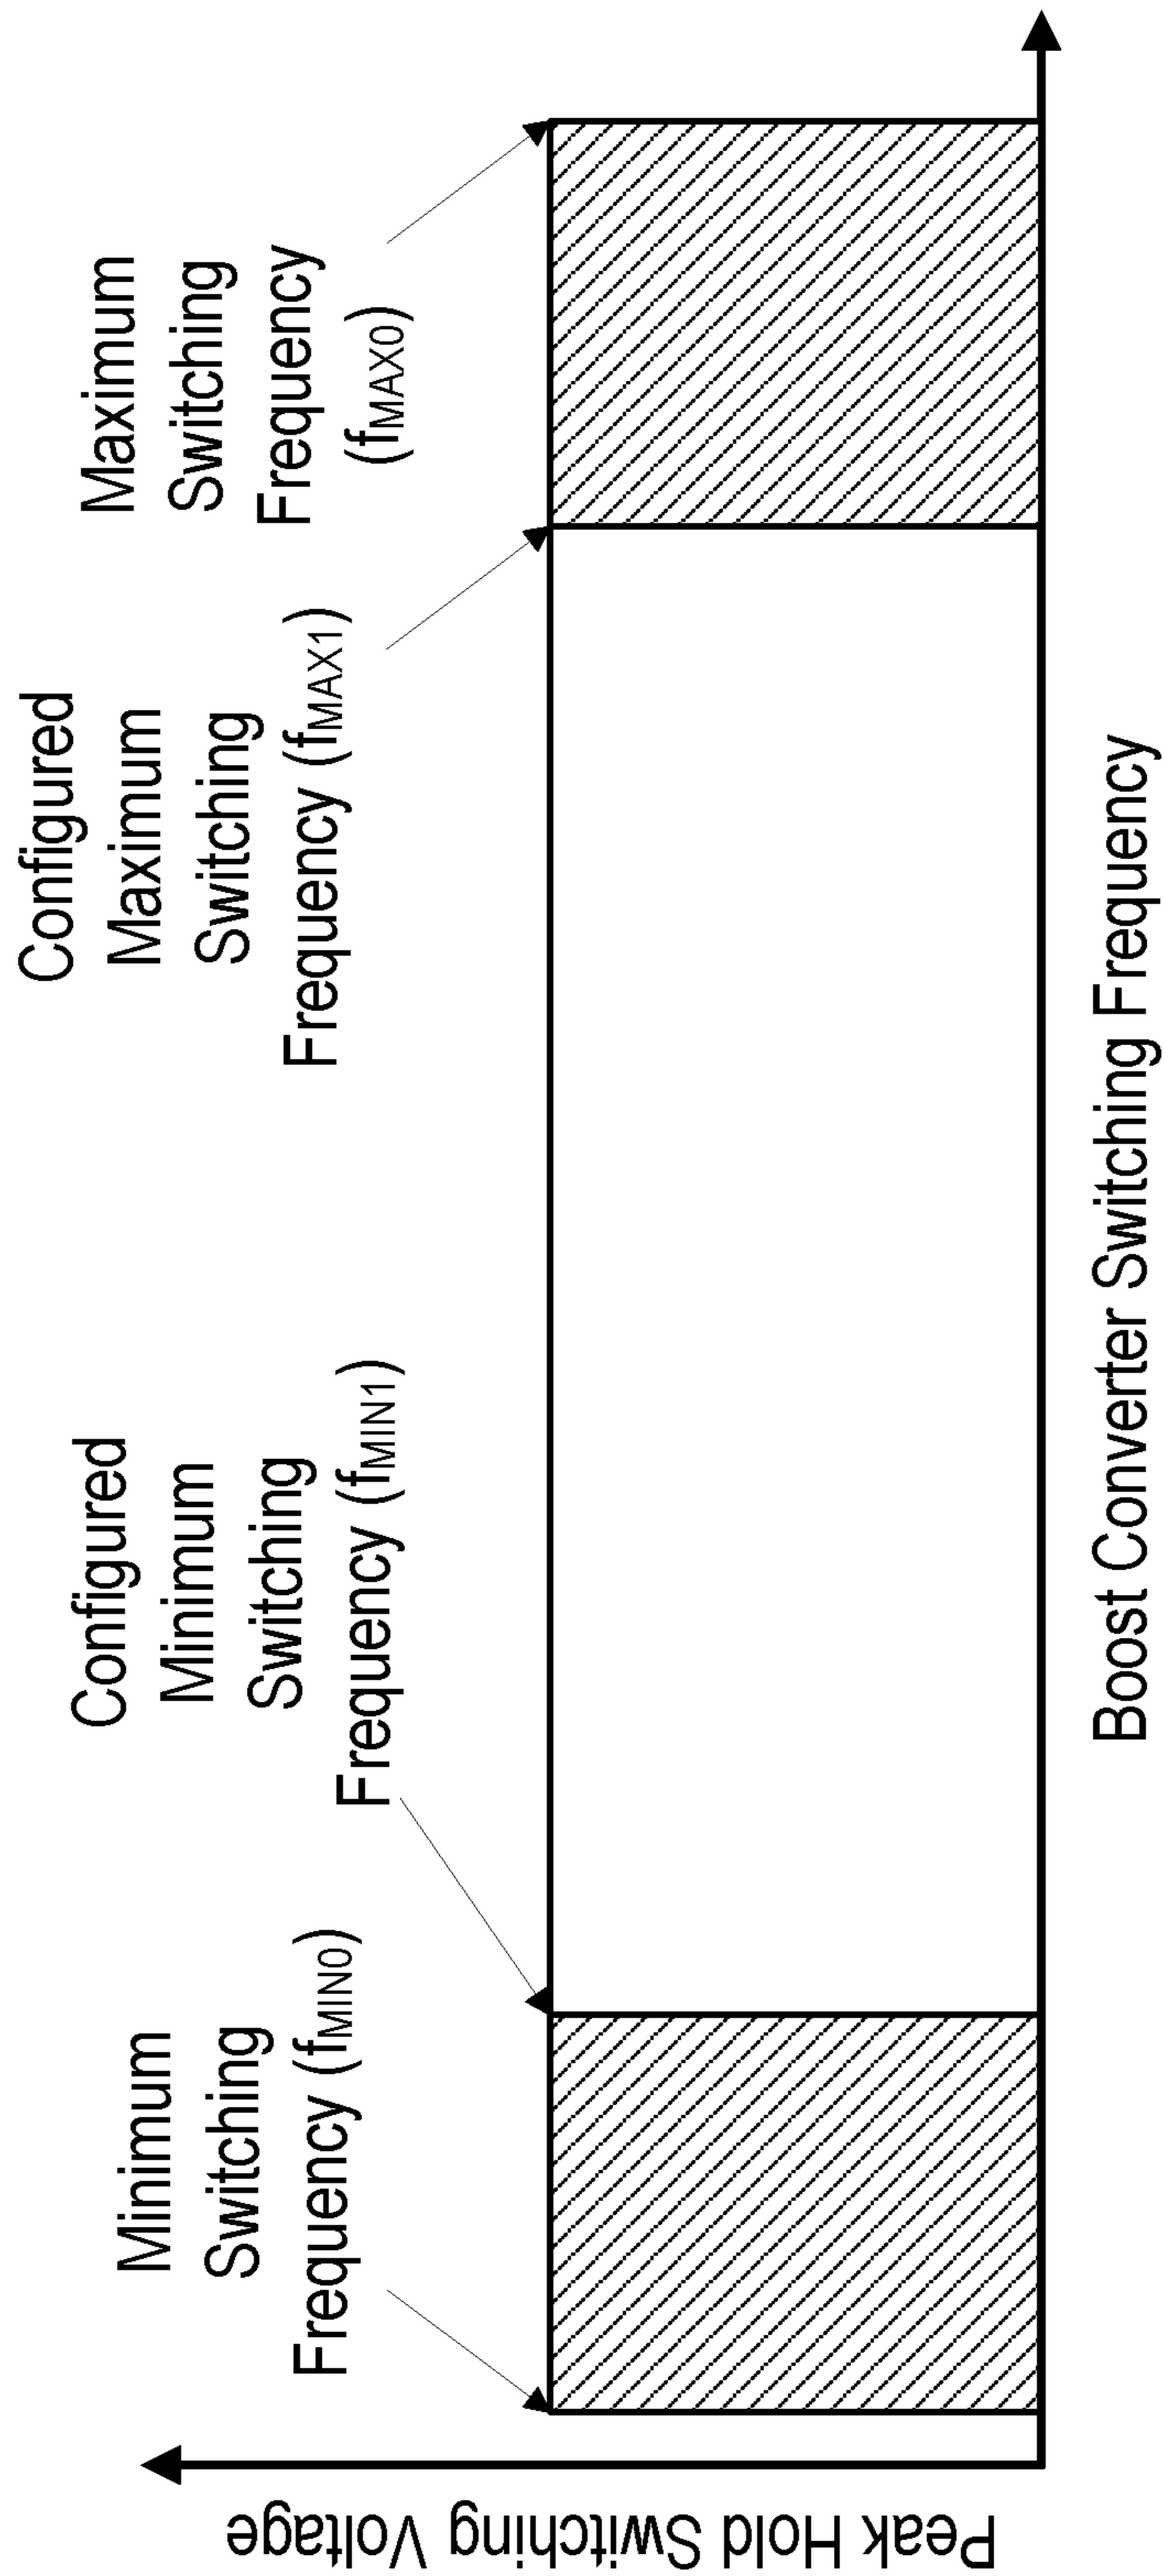 Minimum
Switching
Frequency (fMIN0)
Configured
Minimum
Switching
Frequency (fMIN1)
Configured
Maximum
Switching
Frequency (fMAX1)
Maximum
Switching
Frequency
(fMAX0)
Peak Hold Switching Voltage
Boost Converter Switching Frequency